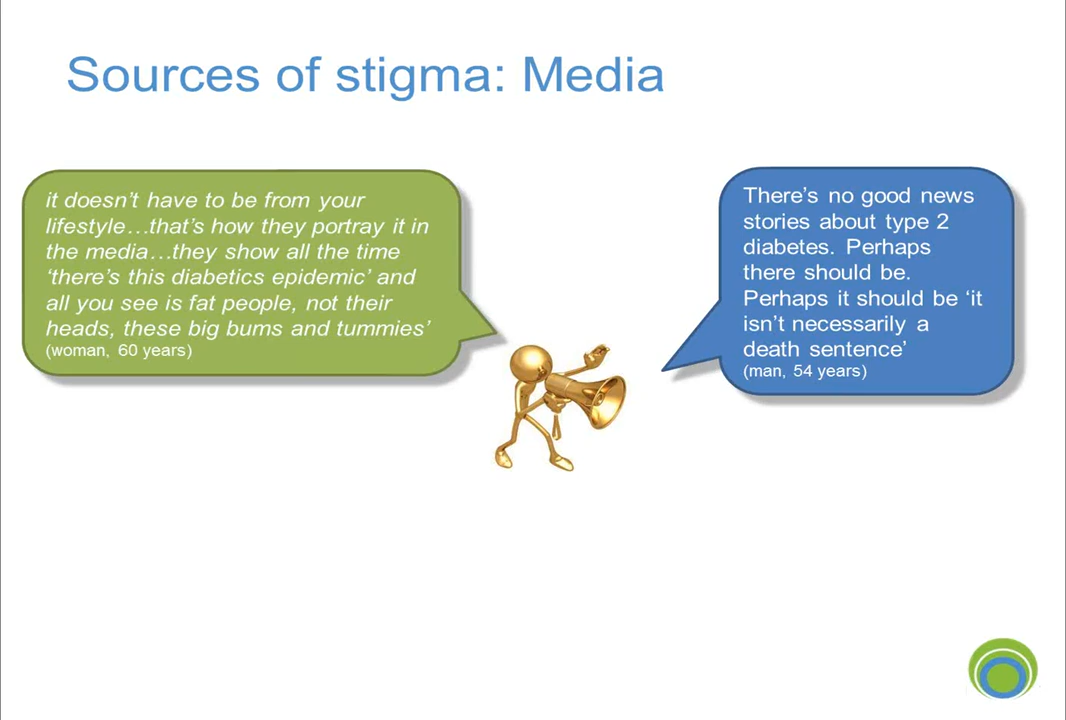 Sources of stigma: Media
it doesn’t have to be from your
lifestyle…that’s how they portray it in
the media…they show all the time
‘there’s this diabetics epidemic’ and
all you see is fat people, not their
heads, these big bums and tummies’
(woman, 60 years)
There’s no good news
stories about type 2
diabetes. Perhaps
there should be.
Perhaps it should be ‘it
isn’t necessarily a
death sentence’
(man, 54 years)